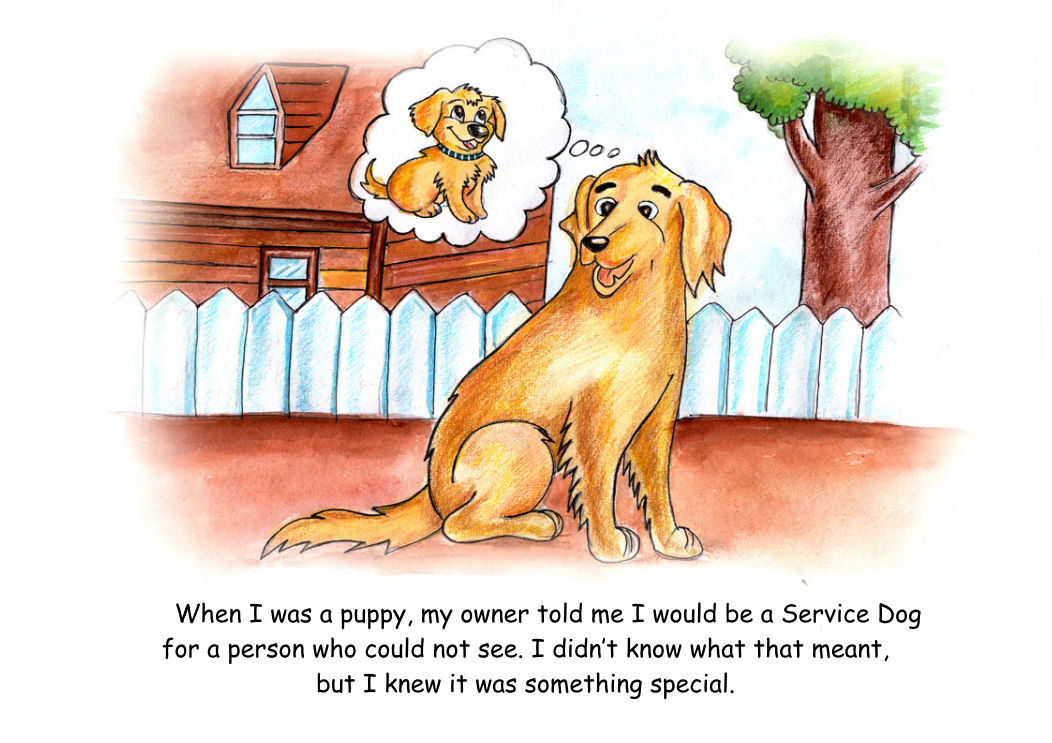 When I was a puppy, my owner told me I would be a Service Dog
for a person who could not see. I didn’t know what that meant,
but I knew it was something special.